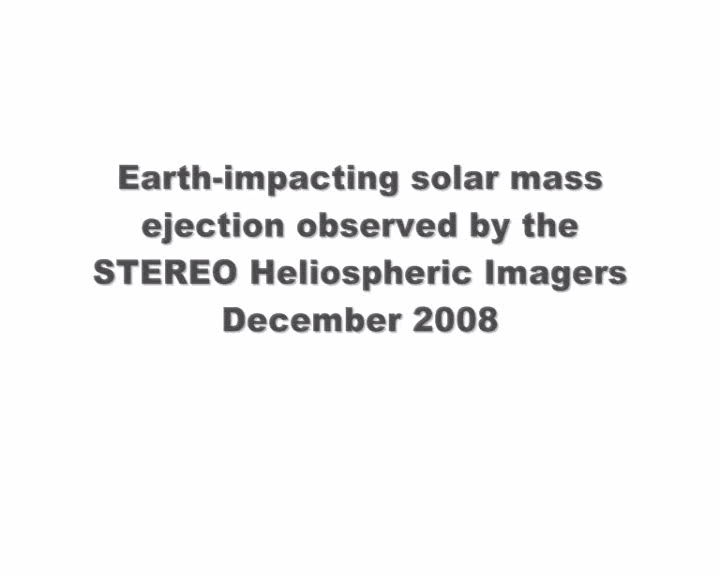 Earth-impacting solar mass
ejection observed by the
STEREO Heliospheric Imagers
December 2008